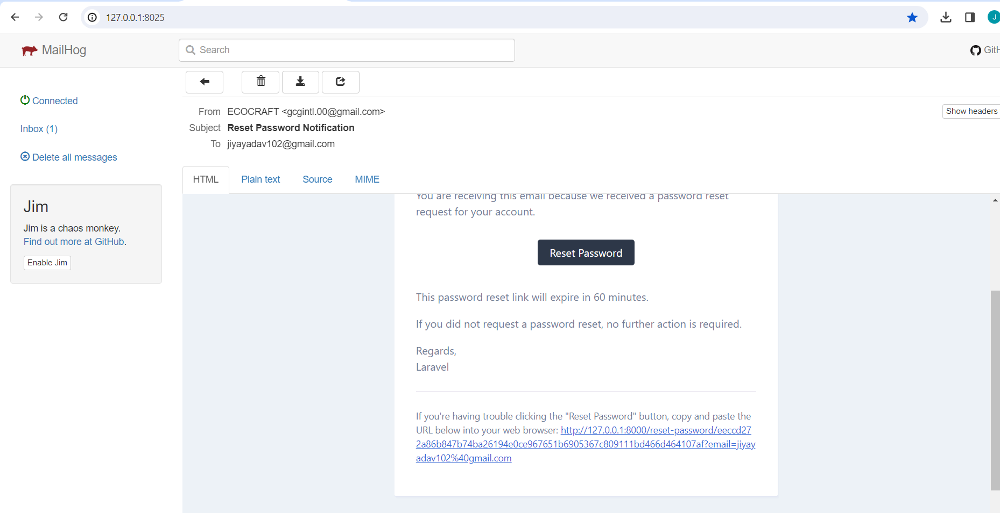 127.0.0.1:8025
J
MailHog
Search
GitH
Connected
Inbox (1)
Delete all messages
Jim
Jim is a chaos monkey.
Find out more at GitHub.
Enable Jim
From ECOCRAFT <gcgintl.00@gmail.com>
Show headers
Subject Reset Password Notification
To jiyayadav102@gmail.com
HTML Plain text Source MIME
You are receiving this email because we received a password reset
request for your account.
Reset Password
This password reset link will expire in 60 minutes.
If you did not request a password reset, no further action is required.
Regards,
Laravel
If you're having trouble clicking the "Reset Password" button, copy and paste the
URL below into your web browser: http://127.0.0.1:8000/reset-password/eeccd27
2a86b847b74ba26194e0ce967651b6905367c809111bd466d464107af?email=jiyay
adav102%40gmail.com